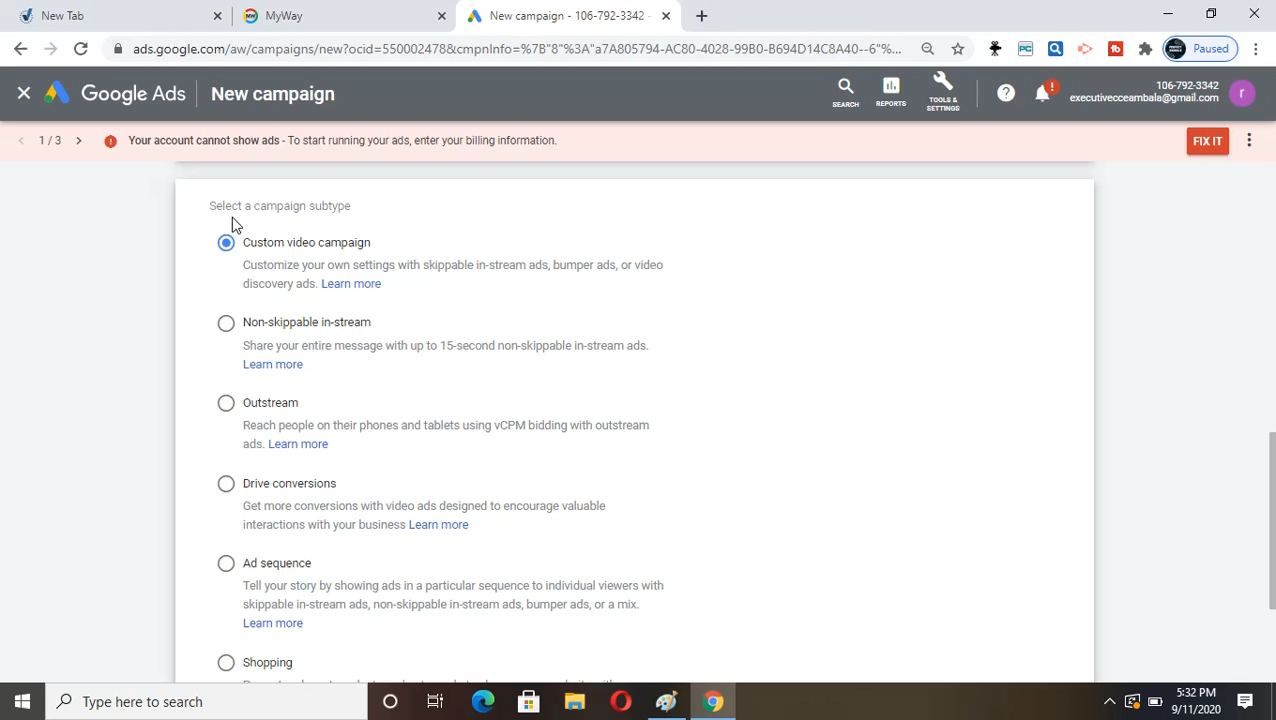 New Tab
MyWay
New campaign - 106-792-3342 -
ads.google.com/aw/campaigns/new?ocid=550002478&cmpnInfo=%7B"8"%3A"a7A805794-AC80-4028-99B0-B694D14C8A40--6"%...
Paused
Google Ads
New campaign
SEARCH
REPORTS
TOOLS & SETTINGS
106-792-3342
executivecceambala@gmail.com
r
1 / 3
Your account cannot show ads - To start running your ads, enter your billing information.
FIX IT
Select a campaign subtype
Custom video campaign
Customize your own settings with skippable in-stream ads, bumper ads, or video
discovery ads. Learn more
Non-skippable in-stream
Share your entire message with up to 15-second non-skippable in-stream ads.
Learn more
Outstream
Reach people on their phones and tablets using vCPM bidding with outstream
ads. Learn more
Drive conversions
Get more conversions with video ads designed to encourage valuable
interactions with your business Learn more
Ad sequence
Tell your story by showing ads in a particular sequence to individual viewers with
skippable in-stream ads, non-skippable in-stream ads, bumper ads, or a mix.
Learn more
Shopping
Type here to search
5:32 PM
9/11/2020